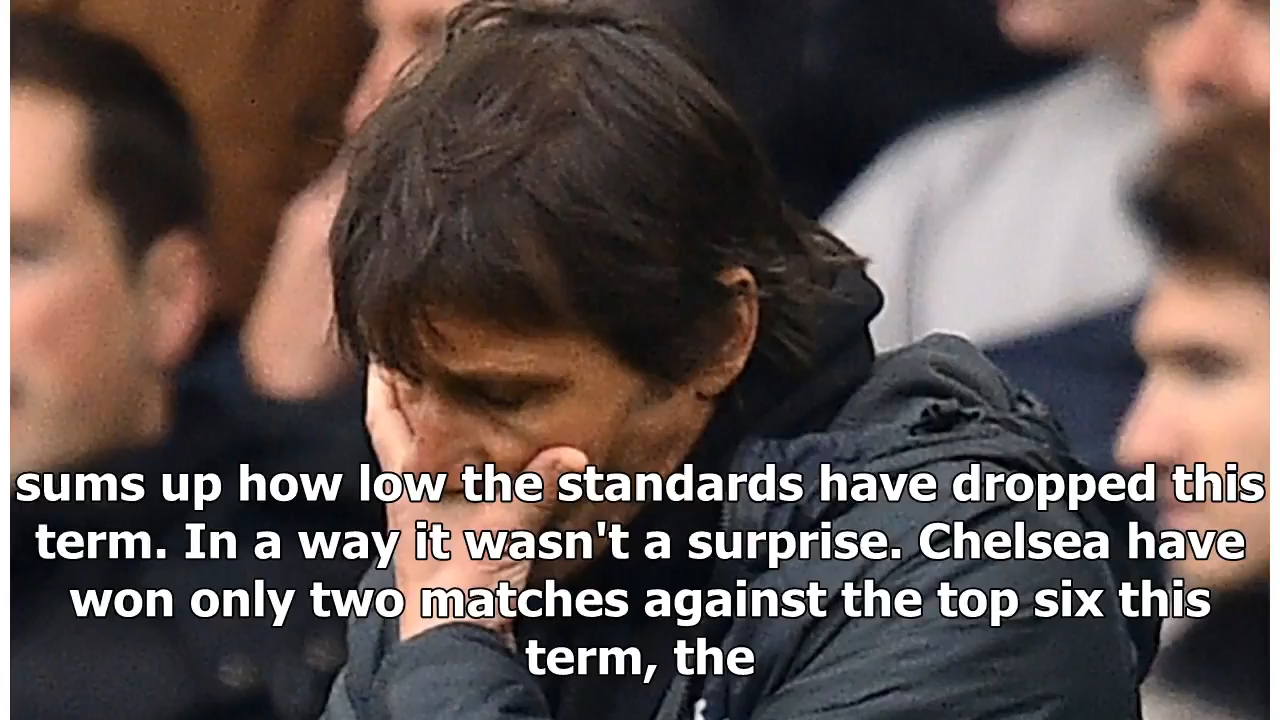 sums up how low the standards have dropped this
term. In a way it wasn't a surprise. Chelsea have
won only two matches against the top six this
term, the